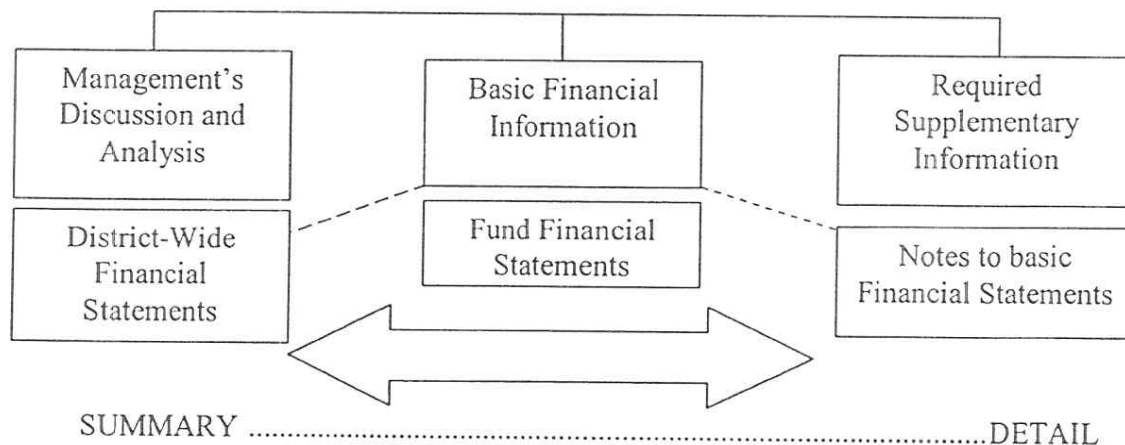 Management's
Discussion and
Analysis
Basic Financial
Information
Required
Supplementary
Information
District-Wide
Financial
Statements
Fund Financial
Statements
Notes to basic
Financial Statements
SUMMARY ........................................................................................DETAIL